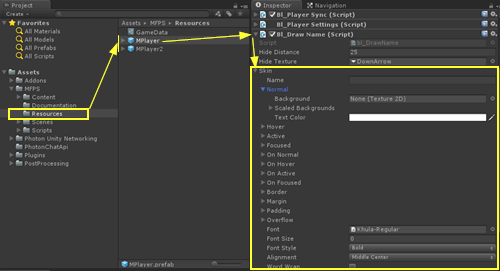 Project
Create
Favorites
All Materials
All Models
All Prefabs
All Scripts
Assets
Addons
MFPS
Content
Documentation
Resources
Scenes
Scripts
Photon Unity Networking
PhotonChatApi
Plugins
PostProcessing
Assets ▸ MFPS ▸ Resources
GameData
MPlayer
MPlayer2
MPlayer.prefab
Inspector
Bl_Player Sync (Script)
Bl_Player Settings (Script)
Bl_Draw Name (Script)
Script bl_DrawName
Hide Distance 25
Hide Texture DownArrow
Skin
Name
Normal
Background None (Texture 2D)
Scaled Backgrounds
Text Color
Hover
Active
Focused
On Normal
On Hover
On Active
On Focused
Border
Margin
Padding
Overflow
Font Khula-Regular
Font Size 0
Font Style Bold
Alignment Middle Center
Word Wrap